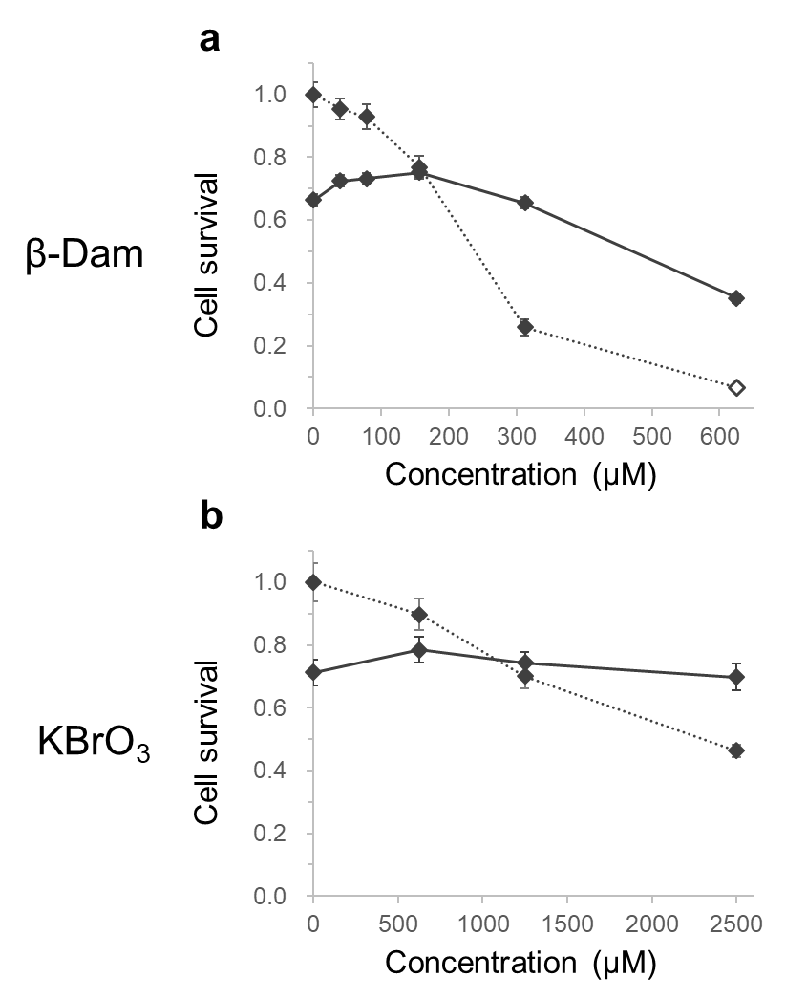 a
β-Dam
Cell survival
1.0
0.8
0.6
0.4
0.2
0.0
0 100 200 300 400 500 600
Concentration (µM)
b
KBrO₃
Cell survival
1.0
0.8
0.6
0.4
0.2
0.0
0 500 1000 1500 2000 2500
Concentration (µM)